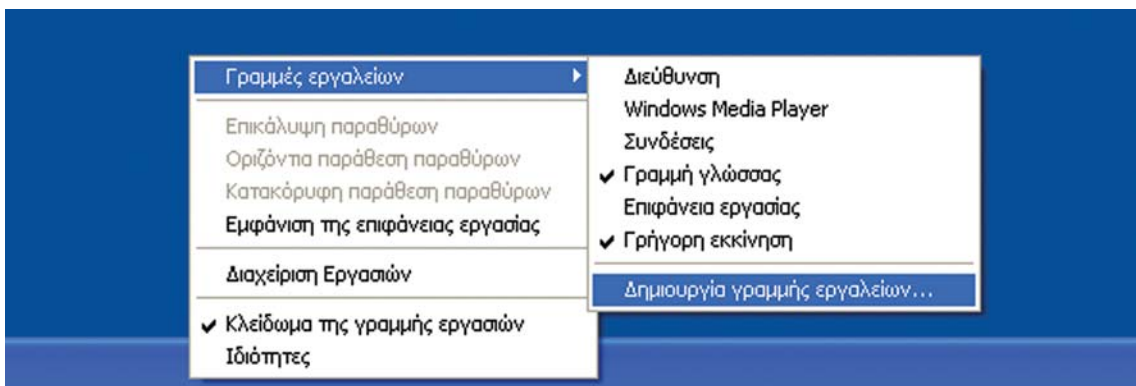 Γραμμές εργαλείων
Επικάλυψη παραθύρων
Οριζόντια παράθεση παραθύρων
Κατακόρυφη παράθεση παραθύρων
Εμφάνιση της επιφάνειας εργασίας
Διαχείριση Εργασιών
Κλείδωμα της γραμμής εργασιών
Ιδιότητες
Διεύθυνση
Windows Media Player
Συνδέσεις
Γραμμή γλώσσας
Επιφάνεια εργασίας
Γρήγορη εκκίνηση
Δημιουργία γραμμής εργαλείων...